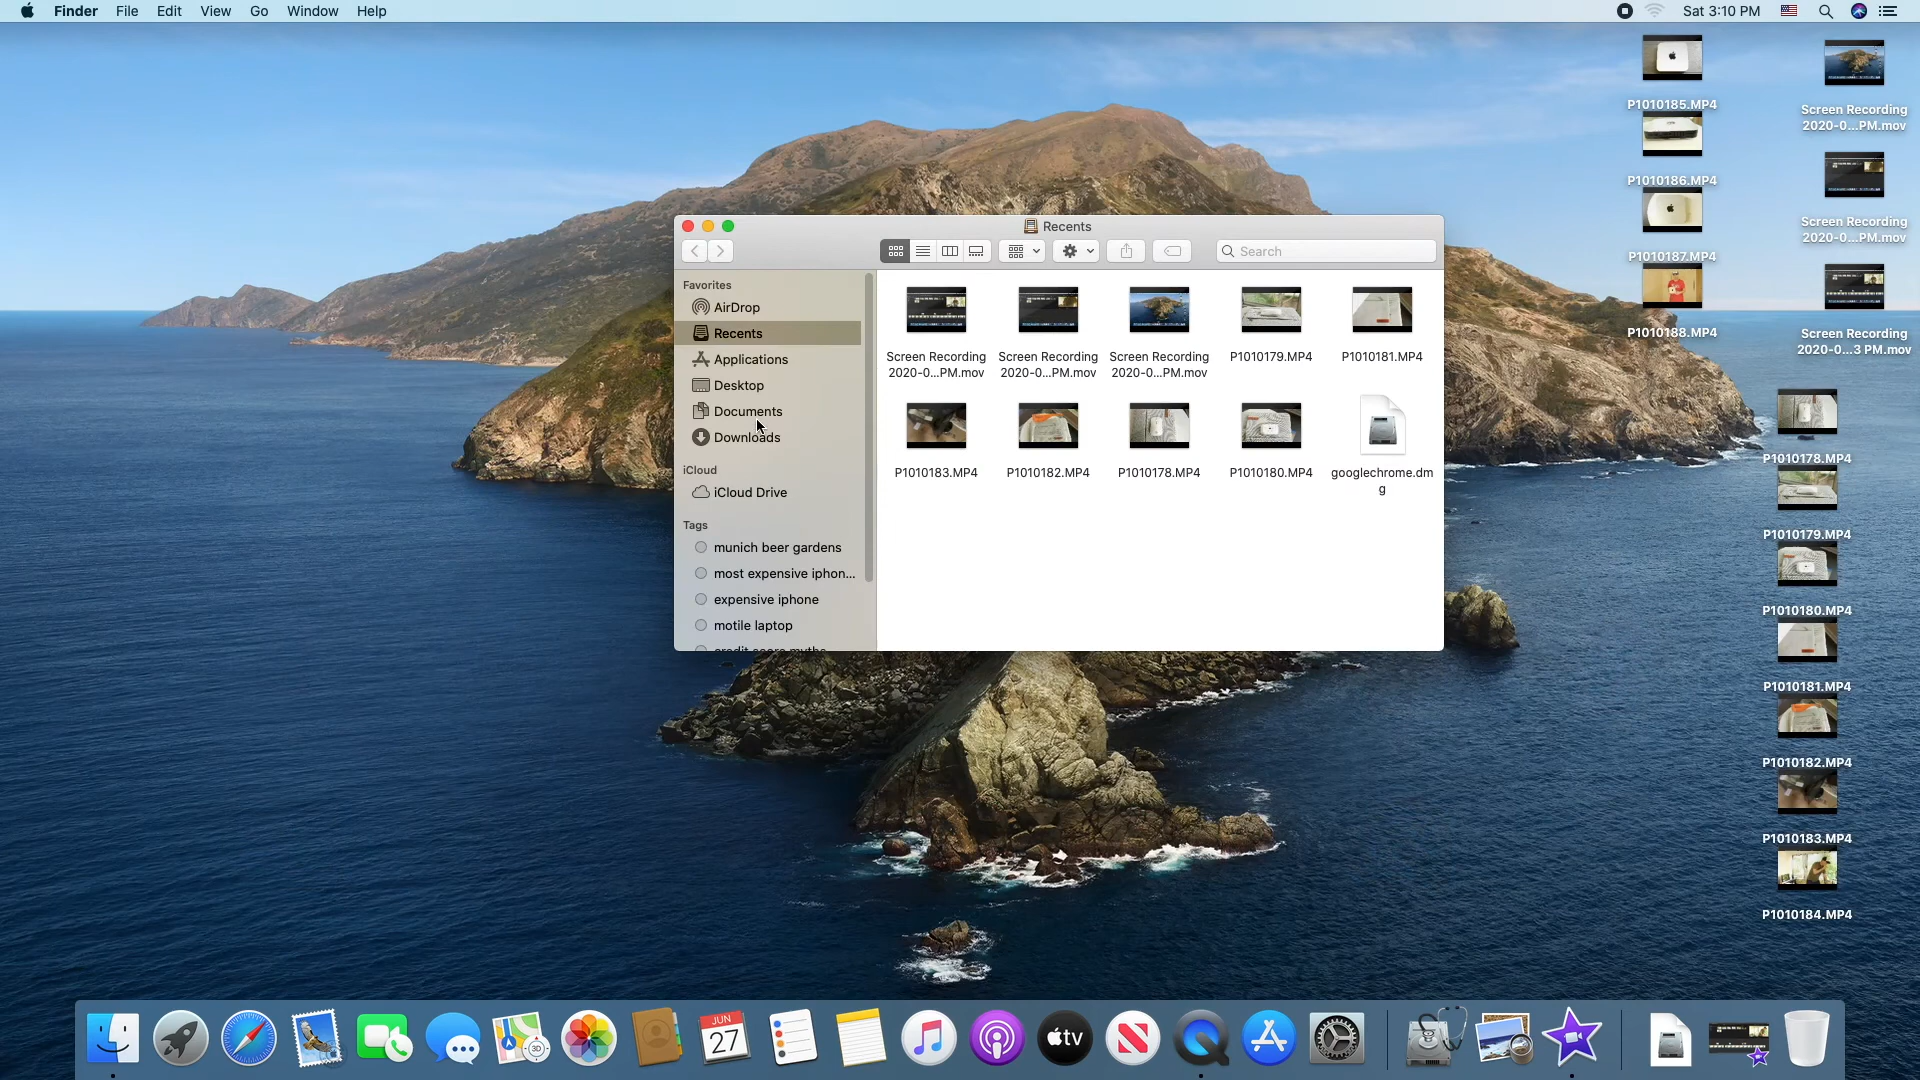 Finder File Edit View Go Window Help
Sat 3:10 PM
P1010185.MP4
P1010186.MP4
P1010187.MP4
P1010188.MP4
Screen Recording
2020-0...PM.mov
Screen Recording
2020-0...PM.mov
Screen Recording
2020-0...3 PM.mov
P1010178.MP4
P1010179.MP4
P1010180.MP4
P1010181.MP4
P1010182.MP4
P1010183.MP4
P1010184.MP4
Recents
Search
Favorites
AirDrop
Recents
Applications
Desktop
Documents
Downloads
iCloud
iCloud Drive
Tags
munich beer gardens
most expensive iphon...
expensive iphone
motile laptop
credit score myths
Screen Recording
2020-0...PM.mov
Screen Recording
2020-0...PM.mov
Screen Recording
2020-0...PM.mov
P1010179.MP4
P1010181.MP4
P1010183.MP4
P1010182.MP4
P1010178.MP4
P1010180.MP4
googlechrome.dm
g
3D
JUN
27
tv